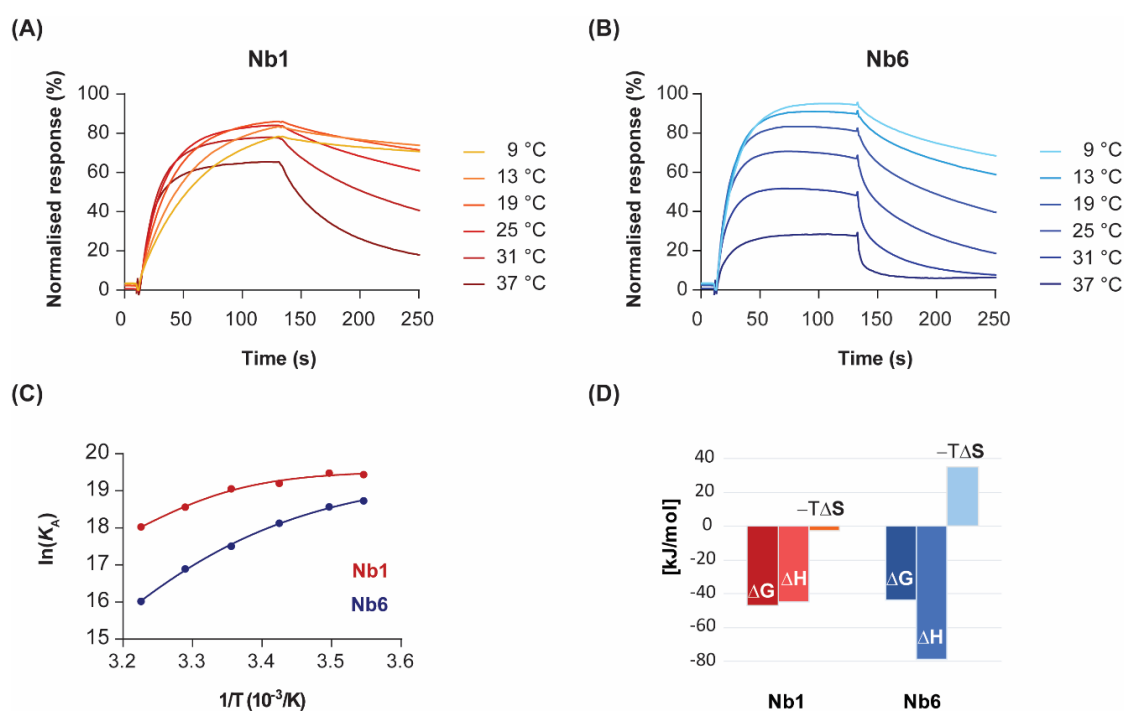 (A)
Nb1
Normalised response (%)
100
80
60
40
20
0
0 50 100 150 200 250
Time (s)
9 °C
13 °C
19 °C
25 °C
31 °C
37 °C
(B)
Nb6
Normalised response (%)
100
80
60
40
20
0
0 50 100 150 200 250
Time (s)
9 °C
13 °C
19 °C
25 °C
31 °C
37 °C
(C)
ln(KA)
20
19
18
17
16
15
Nb1
Nb6
3.2 3.3 3.4 3.5 3.6
1/T (10⁻³/K)
(D)
[kJ/mol]
40
20
0
-20
-40
-60
-80
−TΔS
−TΔS
ΔG ΔH
ΔG
ΔH
Nb1 Nb6